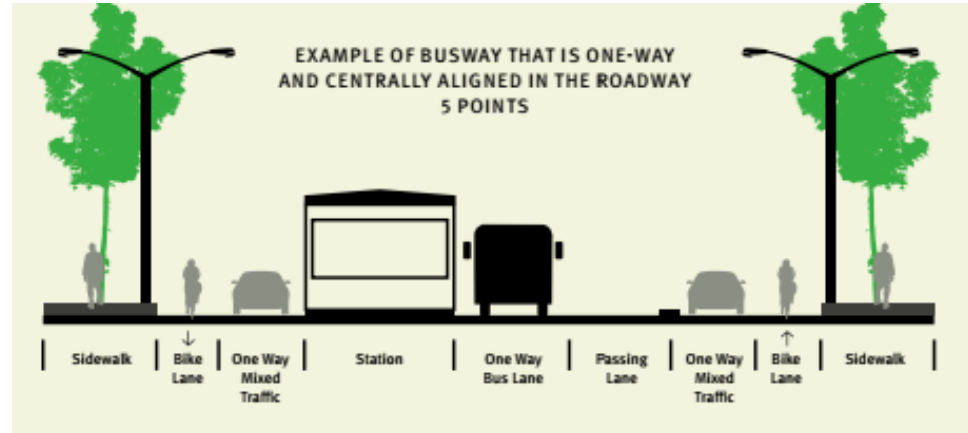 EXAMPLE OF BUSWAY THAT IS ONE-WAY
AND CENTRALLY ALIGNED IN THE ROADWAY
5 POINTS
Sidewalk
Bike
Lane
One Way
Mixed
Traffic
Station
One Way
Bus Lane
Passing
Lane
One Way
Mixed
Traffic
Bike
Lane
Sidewalk